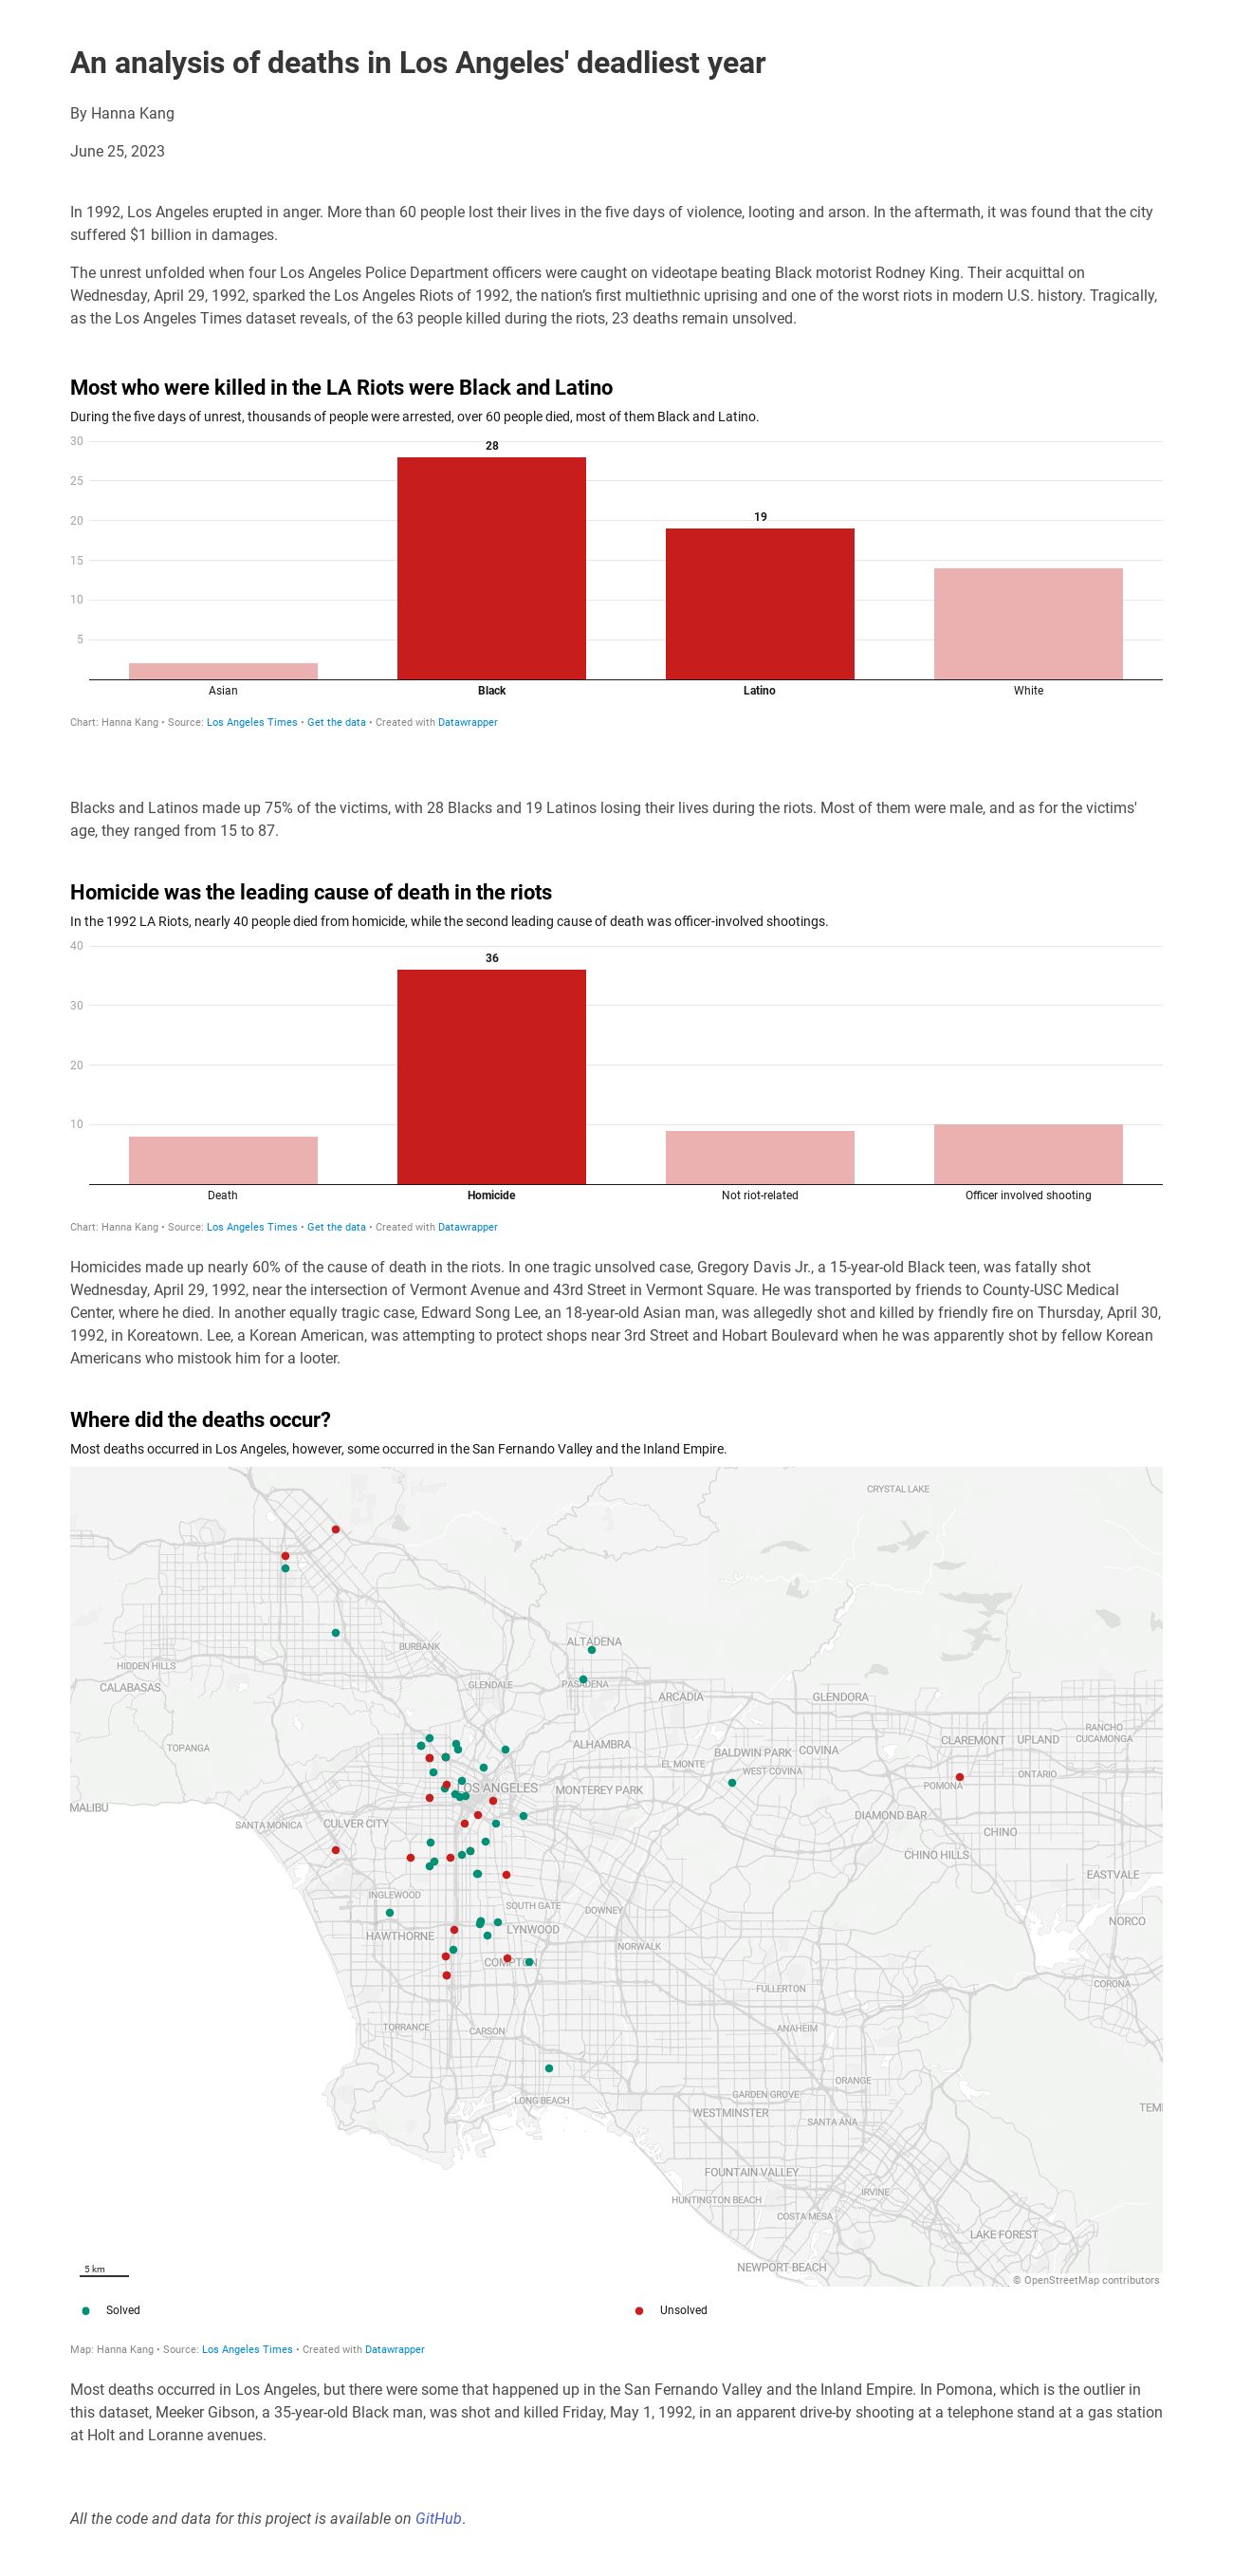 An analysis of deaths in Los Angeles' deadliest year
By Hanna Kang
June 25, 2023
In 1992, Los Angeles erupted in anger. More than 60 people lost their lives in the five days of violence, looting and arson. In the aftermath, it was found that the city
suffered $1 billion in damages.
The unrest unfolded when four Los Angeles Police Department officers were caught on videotape beating Black motorist Rodney King. Their acquittal on
Wednesday, April 29, 1992, sparked the Los Angeles Riots of 1992, the nation’s first multiethnic uprising and one of the worst riots in modern U.S. history. Tragically,
as the Los Angeles Times dataset reveals, of the 63 people killed during the riots, 23 deaths remain unsolved.
Most who were killed in the LA Riots were Black and Latino
During the five days of unrest, thousands of people were arrested, over 60 people died, most of them Black and Latino.
30
28
25
20
19
15
10
5
Asian Black Latino White
Chart: Hanna Kang • Source: Los Angeles Times • Get the data • Created with Datawrapper
Blacks and Latinos made up 75% of the victims, with 28 Blacks and 19 Latinos losing their lives during the riots. Most of them were male, and as for the victims'
age, they ranged from 15 to 87.
Homicide was the leading cause of death in the riots
In the 1992 LA Riots, nearly 40 people died from homicide, while the second leading cause of death was officer-involved shootings.
40
36
30
20
10
Death Homicide Not riot-related Officer involved shooting
Chart: Hanna Kang • Source: Los Angeles Times • Get the data • Created with Datawrapper
Homicides made up nearly 60% of the cause of death in the riots. In one tragic unsolved case, Gregory Davis Jr., a 15-year-old Black teen, was fatally shot
Wednesday, April 29, 1992, near the intersection of Vermont Avenue and 43rd Street in Vermont Square. He was transported by friends to County-USC Medical
Center, where he died. In another equally tragic case, Edward Song Lee, an 18-year-old Asian man, was allegedly shot and killed by friendly fire on Thursday, April 30,
1992, in Koreatown. Lee, a Korean American, was attempting to protect shops near 3rd Street and Hobart Boulevard when he was apparently shot by fellow Korean
Americans who mistook him for a looter.
Where did the deaths occur?
Most deaths occurred in Los Angeles, however, some occurred in the San Fernando Valley and the Inland Empire.
CRYSTAL LAKE
ALTADENA
BURBANK
HIDDEN HILLS
CALABASAS
GLENDALE
PASADENA
ARCADIA
GLENDORA
RANCHO
CUCAMONGA
TOPANGA
ALHAMBRA
CLAREMONT
UPLAND
BALDWIN PARK
COVINA
EL MONTE
WEST COVINA
ONTARIO
LOS ANGELES
MONTEREY PARK
POMONA
MALIBU
SANTA MONICA
CULVER CITY
DIAMOND BAR
CHINO
CHINO HILLS
EASTVALE
INGLEWOOD
SOUTH GATE
DOWNEY
NORCO
HAWTHORNE
LYNWOOD
NORWALK
COMPTON
CORONA
FULLERTON
TORRANCE
CARSON
ANAHEIM
ORANGE
GARDEN GROVE
LONG BEACH
WESTMINSTER
TEM
SANTA ANA
FOUNTAIN VALLEY
IRVINE
HUNTINGTON BEACH
COSTA MESA
LAKE FOREST
NEWPORT BEACH
5 km
© OpenStreetMap contributors
Solved Unsolved
Map: Hanna Kang • Source: Los Angeles Times • Created with Datawrapper
Most deaths occurred in Los Angeles, but there were some that happened up in the San Fernando Valley and the Inland Empire. In Pomona, which is the outlier in
this dataset, Meeker Gibson, a 35-year-old Black man, was shot and killed Friday, May 1, 1992, in an apparent drive-by shooting at a telephone stand at a gas station
at Holt and Loranne avenues.
All the code and data for this project is available on GitHub.